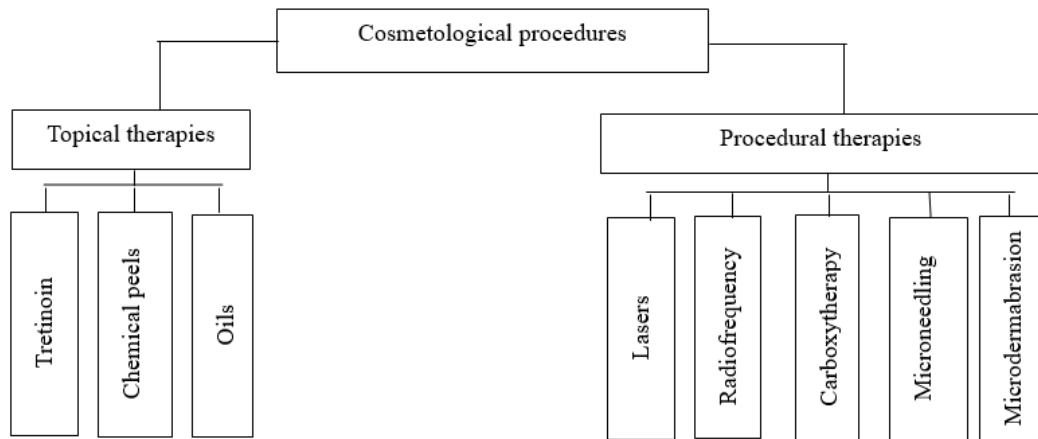 Cosmetological procedures
Topical therapies
Procedural therapies
Tretinoin
Chemical peels
Oils
Lasers
Radiofrequency
Carboxytherapy
Microneedling
Microdermabrasion